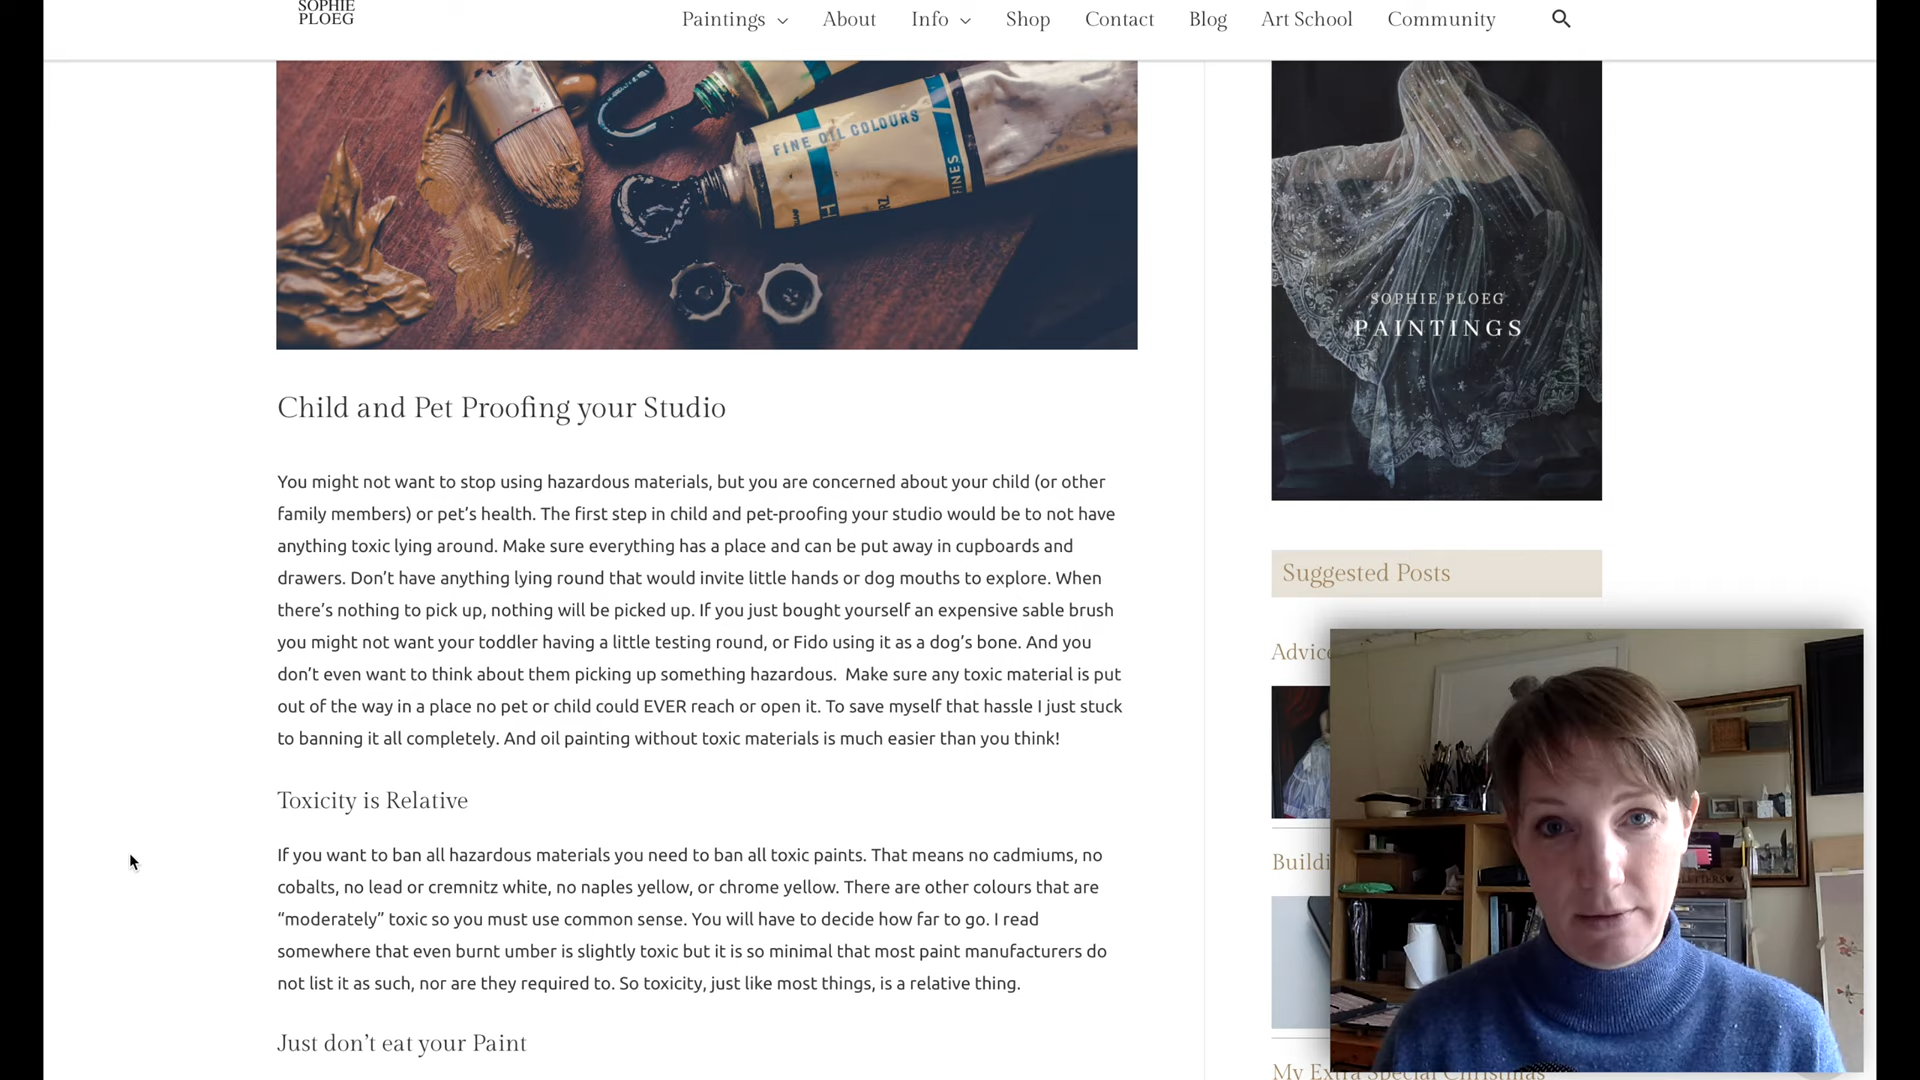 SOPHIE
PLOEG
Paintings
About
Info
Shop
Contact
Blog
Art School
Community
FINE OIL COLOURS
FINES
SOPHIE PLOEG
PAINTINGS
Child and Pet Proofing your Studio
You might not want to stop using hazardous materials, but you are concerned about your child (or other
family members) or pet’s health. The first step in child and pet-proofing your studio would be to not have
anything toxic lying around. Make sure everything has a place and can be put away in cupboards and
drawers. Don’t have anything lying round that would invite little hands or dog mouths to explore. When
there’s nothing to pick up, nothing will be picked up. If you just bought yourself an expensive sable brush
you might not want your toddler having a little testing round, or Fido using it as a dog’s bone. And you
don’t even want to think about them picking up something hazardous.  Make sure any toxic material is put
out of the way in a place no pet or child could EVER reach or open it. To save myself that hassle I just stuck
to banning it all completely. And oil painting without toxic materials is much easier than you think!
Toxicity is Relative
If you want to ban all hazardous materials you need to ban all toxic paints. That means no cadmiums, no
cobalts, no lead or cremnitz white, no naples yellow, or chrome yellow. There are other colours that are
“moderately” toxic so you must use common sense. You will have to decide how far to go. I read
somewhere that even burnt umber is slightly toxic but it is so minimal that most paint manufacturers do
not list it as such, nor are they required to. So toxicity, just like most things, is a relative thing.
Just don’t eat your Paint
Suggested Posts
Advice
Buildi
My Extra Special Christmas